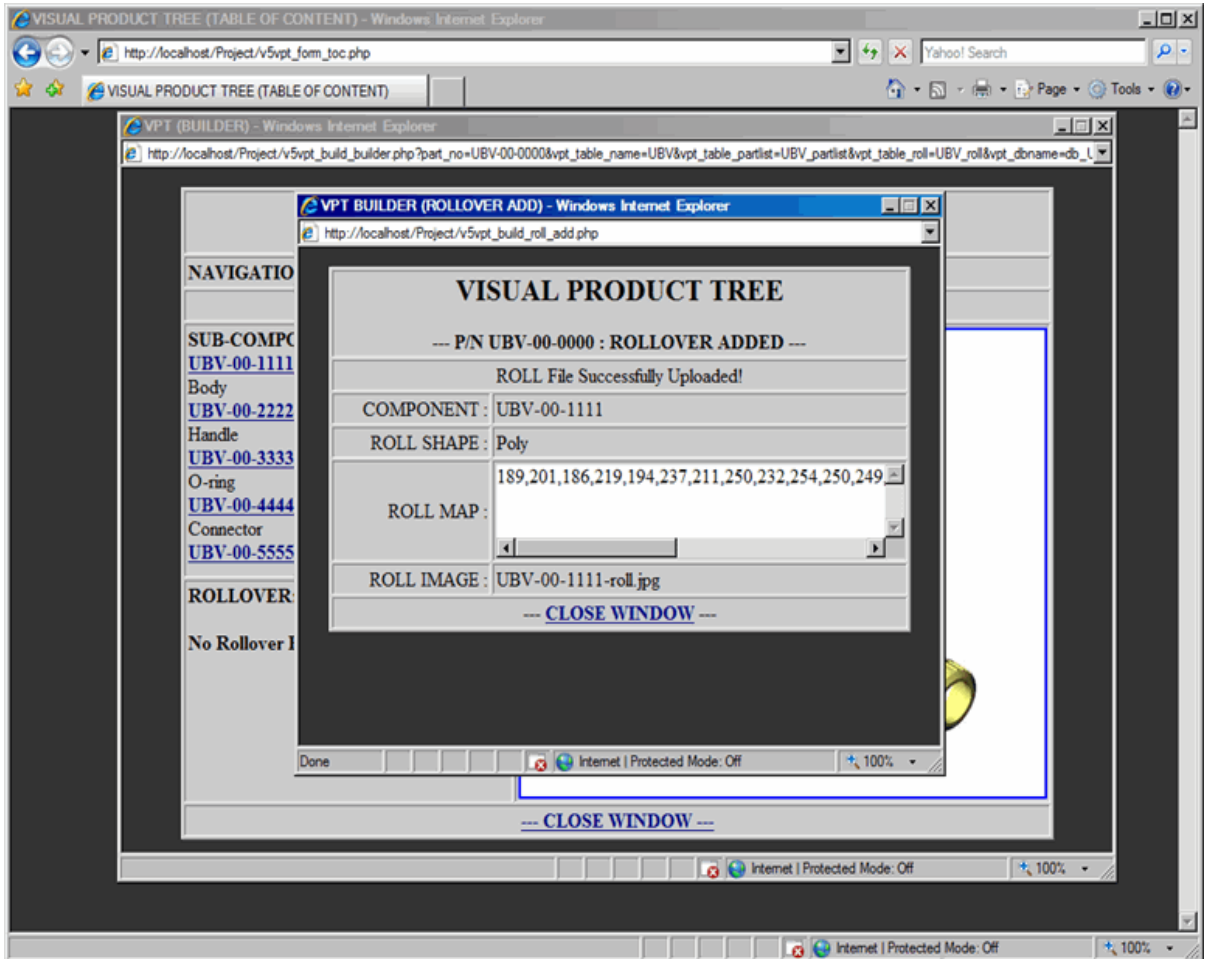 VISUAL PRODUCT TREE (TABLE OF CONTENT) - Windows Internet Explorer
http://localhost/Project/v5vpt_form_toc.php
Yahoo! Search
VISUAL PRODUCT TREE (TABLE OF CONTENT)
Page
Tools
VPT (BUILDER) - Windows Internet Explorer
http://localhost/Project/v5vpt_build_builder.php?part_no=UBV-00-0000&vpt_table_name=UBV&vpt_table_partlist=UBV_partlist&vpt_table_roll=UBV_roll&vpt_dbname=db_
VPT BUILDER (ROLLOVER ADD) - Windows Internet Explorer
http://localhost/Project/v5vpt_build_roll_add.php
NAVIGATIO
SUB-COMPO
UBV-00-1111
Body
UBV-00-2222
Handle
UBV-00-3333
O-ring
UBV-00-4444
Connector
UBV-00-5555
ROLLOVER
No Rollover
VISUAL PRODUCT TREE
--- P/N UBV-00-0000 : ROLLOVER ADDED ---
ROLL File Successfully Uploaded!
COMPONENT : UBV-00-1111
ROLL SHAPE : Poly
ROLL MAP : 189,201,186,219,194,237,211,250,232,254,250,249
ROLL IMAGE : UBV-00-1111-roll.jpg
--- CLOSE WINDOW ---
Done
Internet | Protected Mode: Off
100%
--- CLOSE WINDOW ---
Internet | Protected Mode: Off
100%
Internet | Protected Mode: Off
100%